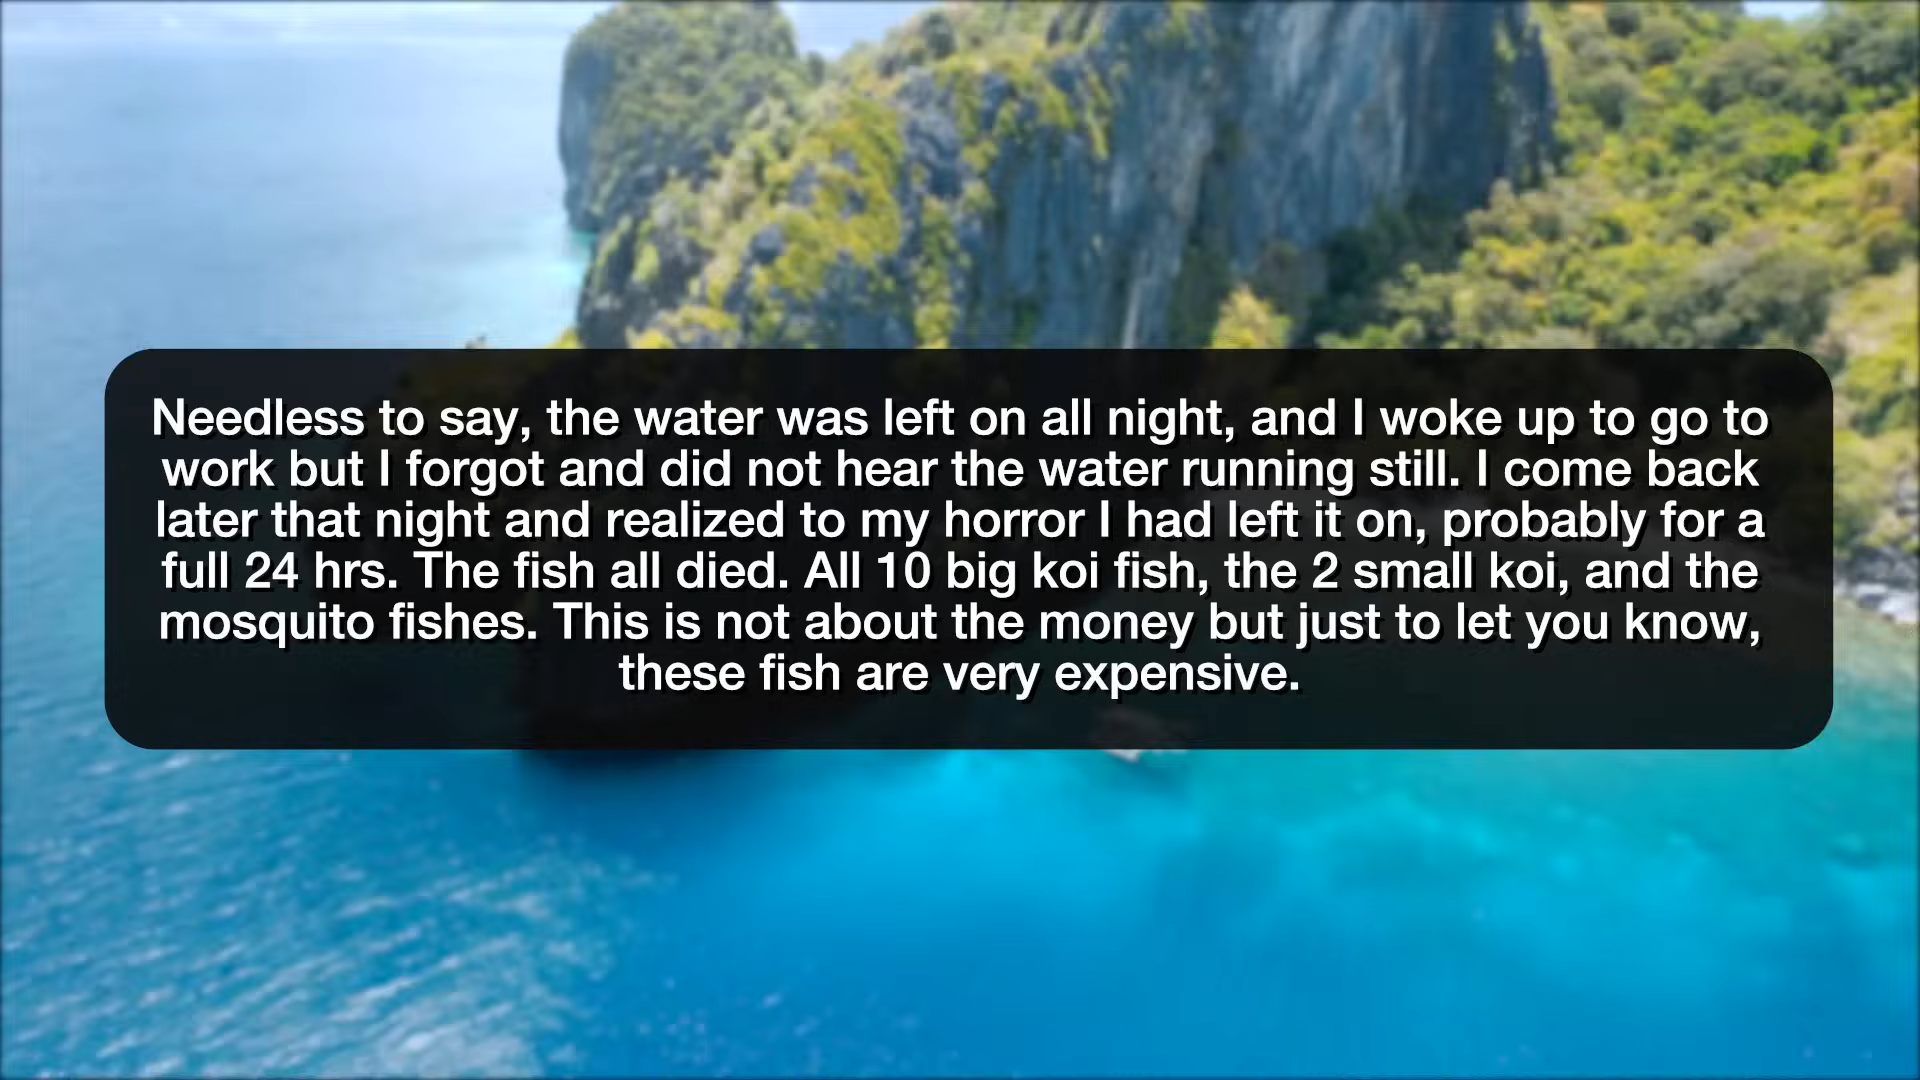 Needless to say, the water was left on all night, and I woke up to go to
work but I forgot and did not hear the water running still. I come back
later that night and realized to my horror I had left it on, probably for a
full 24 hrs. The fish all died. All 10 big koi fish, the 2 small koi, and the
mosquito fishes. This is not about the money but just to let you know,
these fish are very expensive.